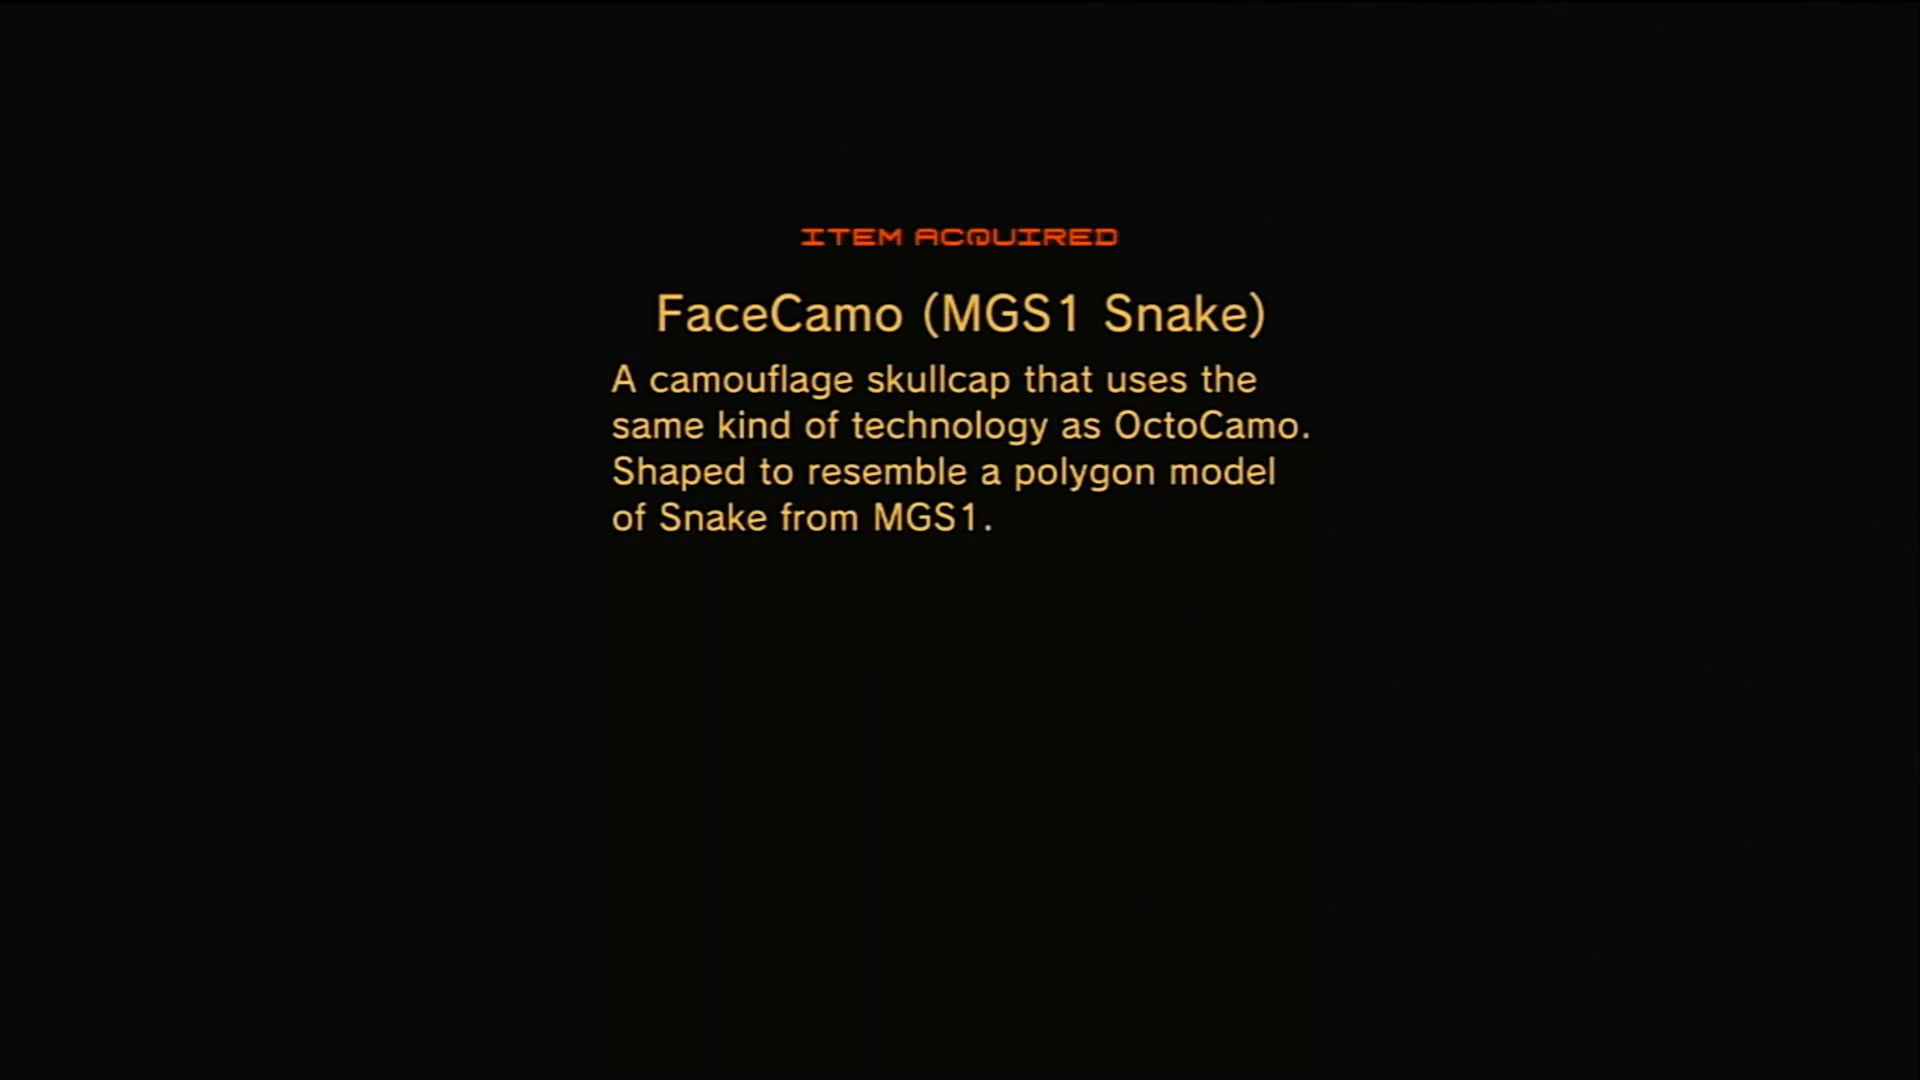 ITEM ACQUIRED
FaceCamo (MGS1 Snake)
A camouflage skullcap that uses the
same kind of technology as OctoCamo.
Shaped to resemble a polygon model
of Snake from MGS1.